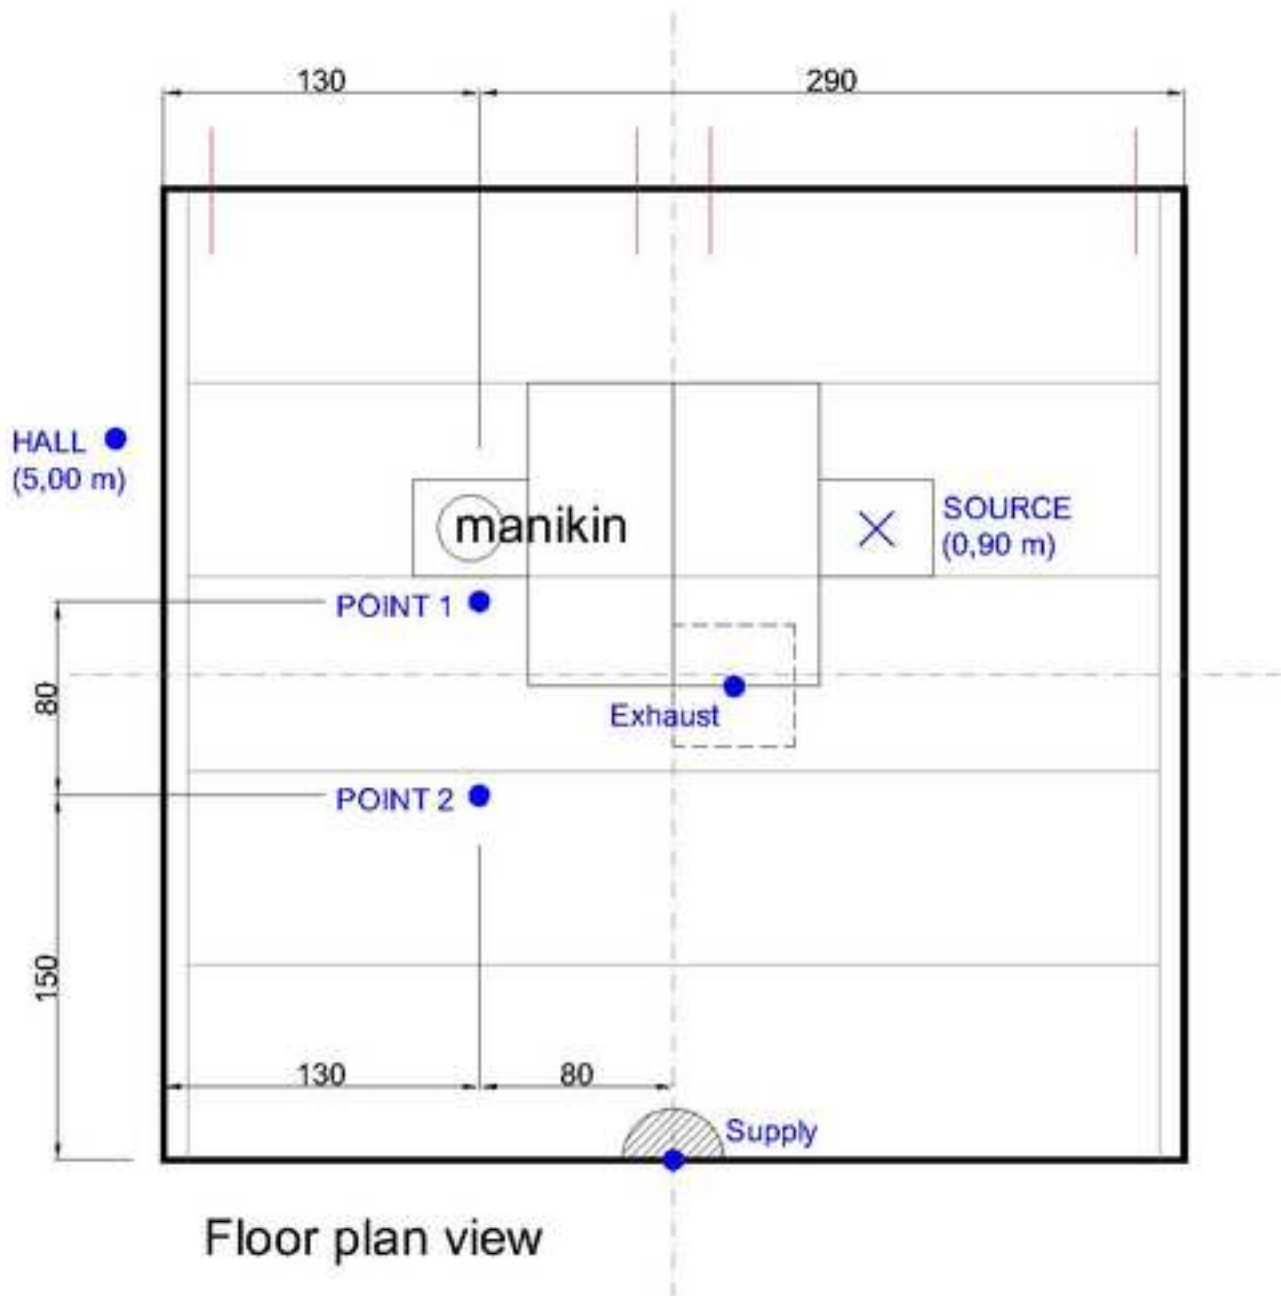 130
290
HALL
(5,00 m)
manikin
SOURCE
(0,90 m)
POINT 1
80
Exhaust
POINT 2
150
130
80
Supply
Floor plan view